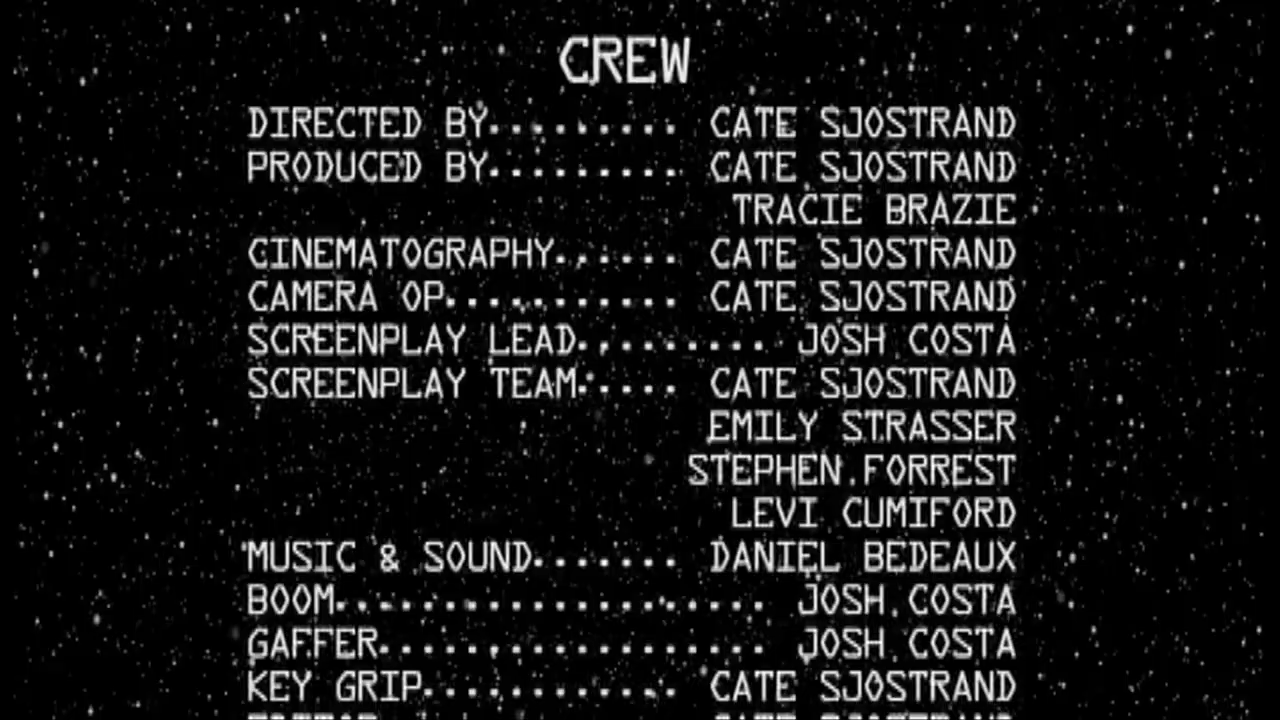 CREW
DIRECTED BY......... CATE SJOSTRAND
PRODUCED BY......... CATE SJOSTRAND
TRACIE BRAZIE
CINEMATOGRAPHY...... CATE SJOSTRAND
CAMERA OP........... CATE SJOSTRAND
SCREENPLAY LEAD......... JOSH COSTA
SCREENPLAY TEAM..... CATE SJOSTRAND
EMILY STRASSER
STEPHEN FORREST
LEVI CUMIFORD
MUSIC & SOUND....... DANIEL BEDEAUX
BOOM.................... JOSH COSTA
GAFFER.................. JOSH COSTA
KEY GRIP............ CATE SJOSTRAND